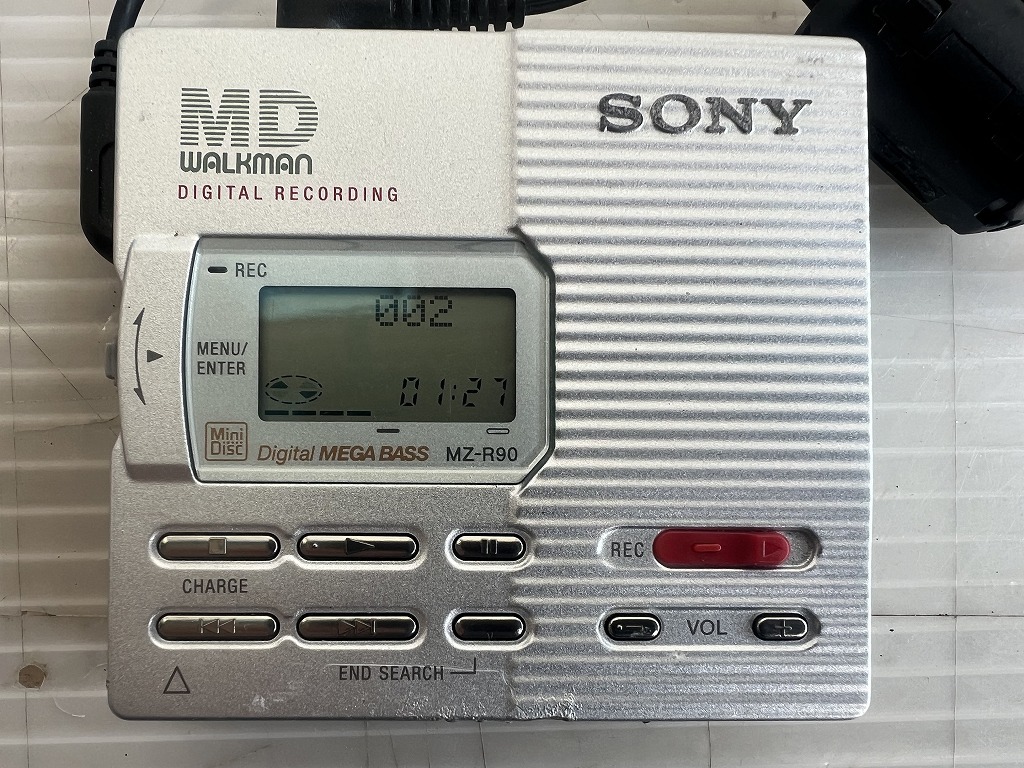 MD
WALKMAN
DIGITAL RECORDING
SONY
REC
002
MENU/
ENTER
01:27
Mini
Disc
Digital MEGA BASS
MZ-R90
REC
CHARGE
VOL
END SEARCH